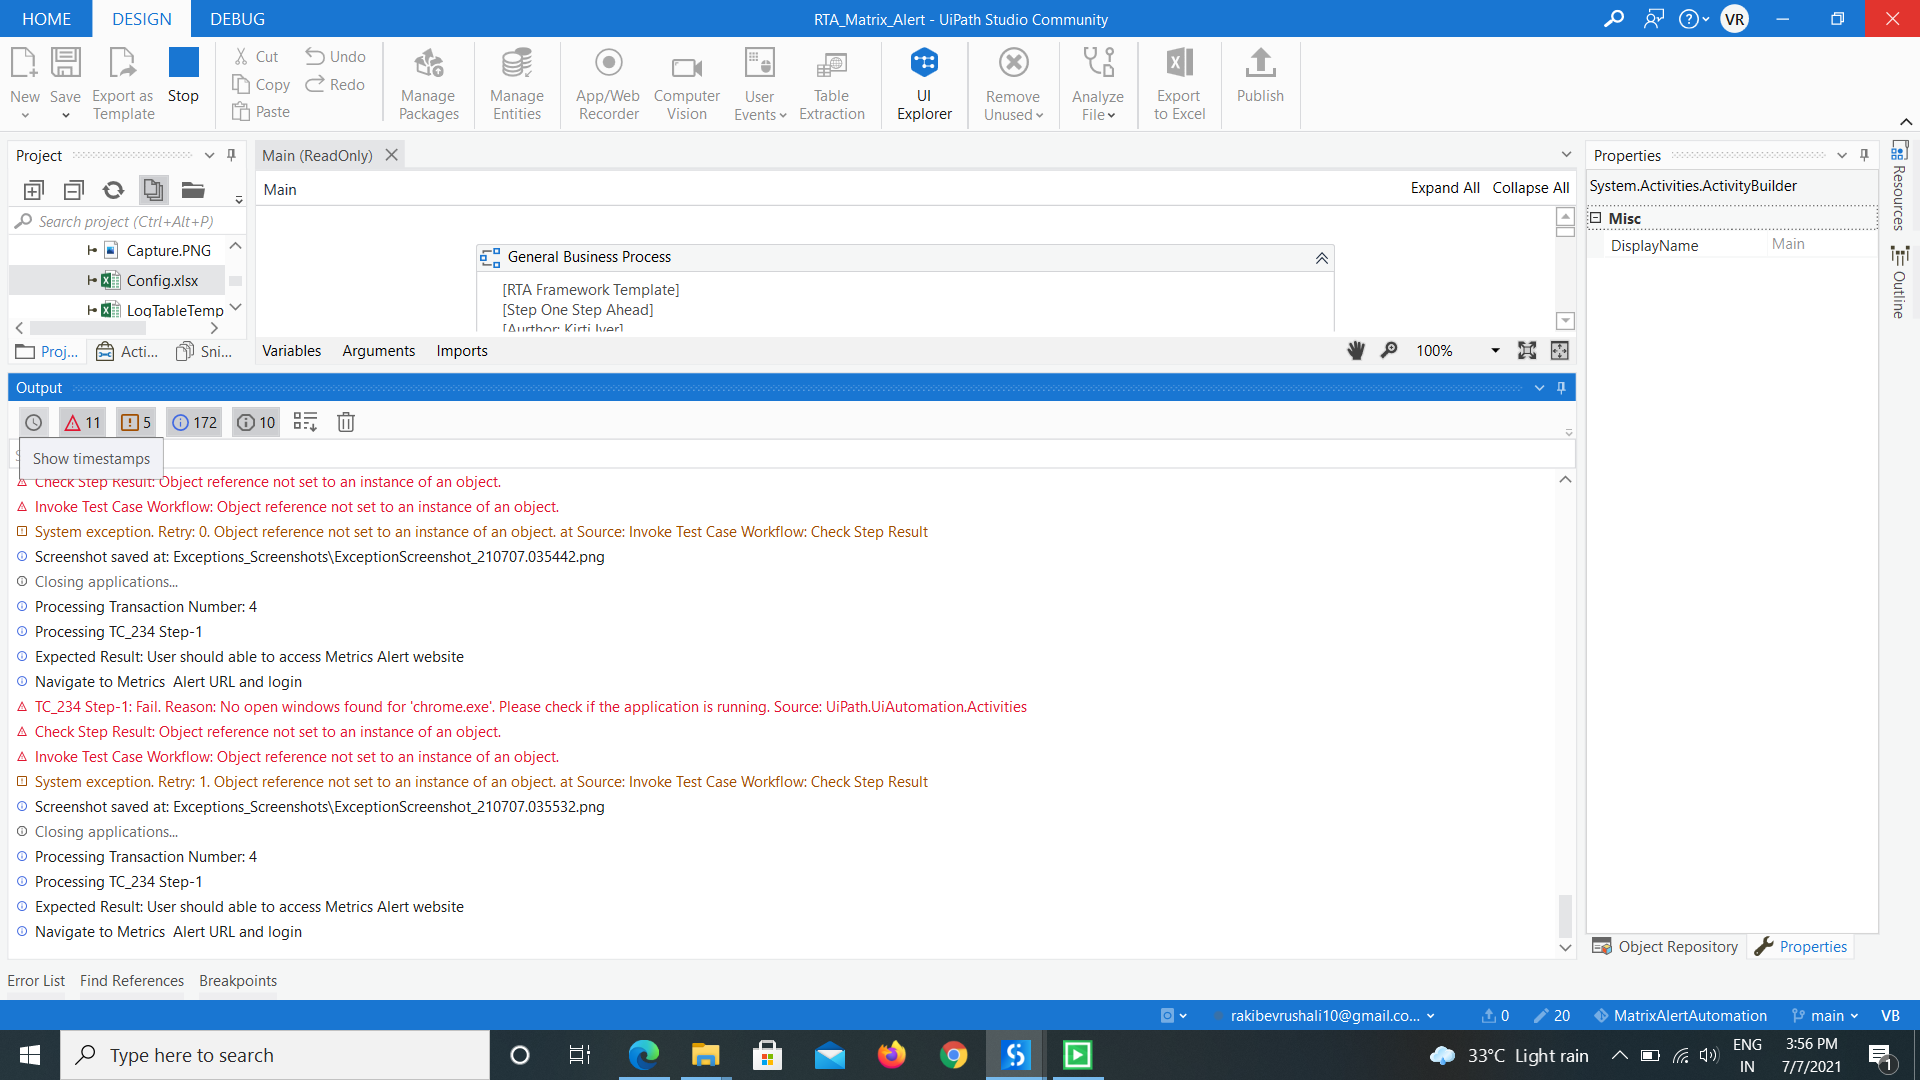 HOME DESIGN DEBUG
RTA_Matrix_Alert - UiPath Studio Community
VR
New
Save
Export as Template
Stop
Cut
Copy
Paste
Undo
Redo
Manage Packages
Manage Entities
App/Web Recorder
Computer Vision
User Events
Table Extraction
UI Explorer
Remove Unused
Analyze File
Export to Excel
Publish
Project
Search project (Ctrl+Alt+P)
Capture.PNG
Config.xlsx
LogTableTemp
Proj...
Acti...
Sni...
Main (ReadOnly)
Main
Expand All Collapse All
General Business Process
[RTA Framework Template]
[Step One Step Ahead]
[Aurthor: Kirti Iyer]
Variables Arguments Imports
100%
Properties
System.Activities.ActivityBuilder
Misc
DisplayName Main
Resources
Outline
Output
11 5 172 10
Show timestamps
Check Step Result: Object reference not set to an instance of an object.
Invoke Test Case Workflow: Object reference not set to an instance of an object.
System exception. Retry: 0. Object reference not set to an instance of an object. at Source: Invoke Test Case Workflow: Check Step Result
Screenshot saved at: Exceptions_Screenshots\ExceptionScreenshot_210707.035442.png
Closing applications...
Processing Transaction Number: 4
Processing TC_234 Step-1
Expected Result: User should able to access Metrics Alert website
Navigate to Metrics  Alert URL and login
TC_234 Step-1: Fail. Reason: No open windows found for 'chrome.exe'. Please check if the application is running. Source: UiPath.UiAutomation.Activities
Check Step Result: Object reference not set to an instance of an object.
Invoke Test Case Workflow: Object reference not set to an instance of an object.
System exception. Retry: 1. Object reference not set to an instance of an object. at Source: Invoke Test Case Workflow: Check Step Result
Screenshot saved at: Exceptions_Screenshots\ExceptionScreenshot_210707.035532.png
Closing applications...
Processing Transaction Number: 4
Processing TC_234 Step-1
Expected Result: User should able to access Metrics Alert website
Navigate to Metrics  Alert URL and login
Object Repository Properties
Error List Find References Breakpoints
rakibevrushali10@gmail.co...
0
20
MatrixAlertAutomation
main
VB
Type here to search
33°C Light rain
ENG
IN
3:56 PM
7/7/2021
1